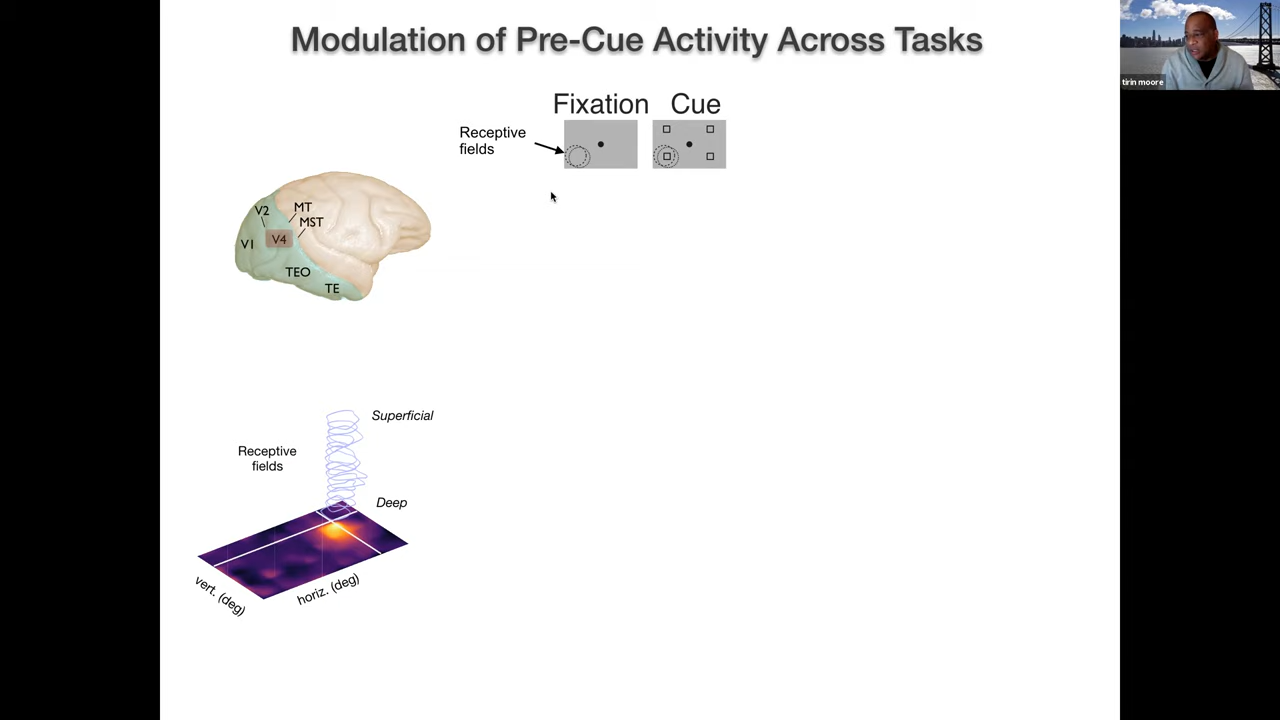 Modulation of Pre-Cue Activity Across Tasks
tirin moore
Fixation Cue
Receptive
fields
V2
MT
MST
V1
V4
TEO
TE
Superficial
Receptive
fields
Deep
vert. (deg)
horiz. (deg)